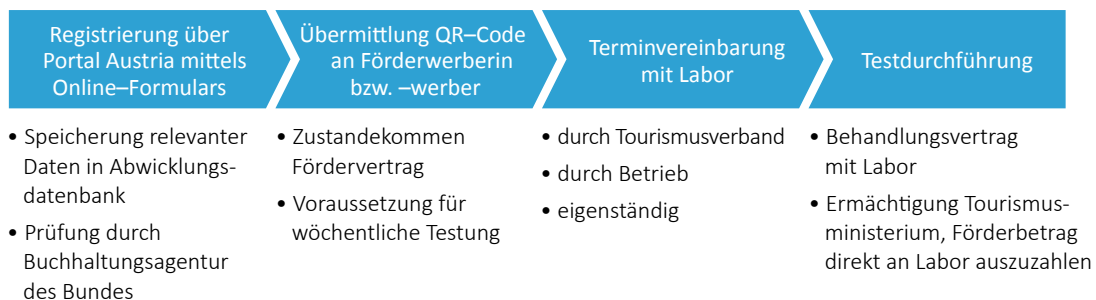 Registrierung über
Portal Austria mittels
Online–Formulars
Übermittlung QR–Code
an Förderwerberin
bzw. –werber
Terminvereinbarung
mit Labor
Testdurchführung
• Speicherung relevanter
Daten in Abwicklungs-
datenbank
• Prüfung durch
Buchhaltungsagentur
des Bundes
• Zustandekommen
Fördervertrag
• Voraussetzung für
wöchentliche Testung
• durch Tourismusverband
• durch Betrieb
• eigenständig
• Behandlungsvertrag
mit Labor
• Ermächtigung Tourismus-
ministerium, Förderbetrag
direkt an Labor auszuzahlen